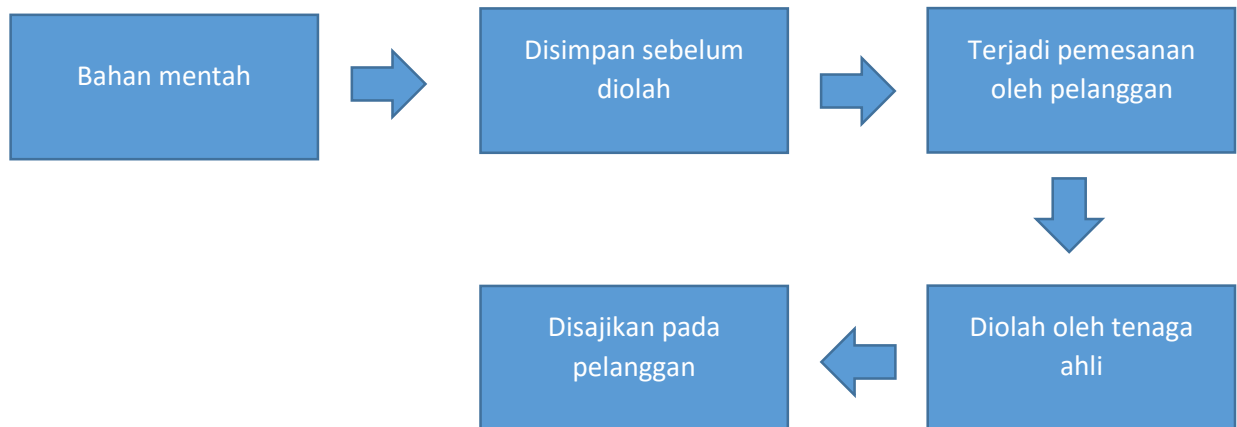 Bahan mentah
Disimpan sebelum
diolah
Terjadi pemesanan
oleh pelanggan
Diolah oleh tenaga
ahli
Disajikan pada
pelanggan